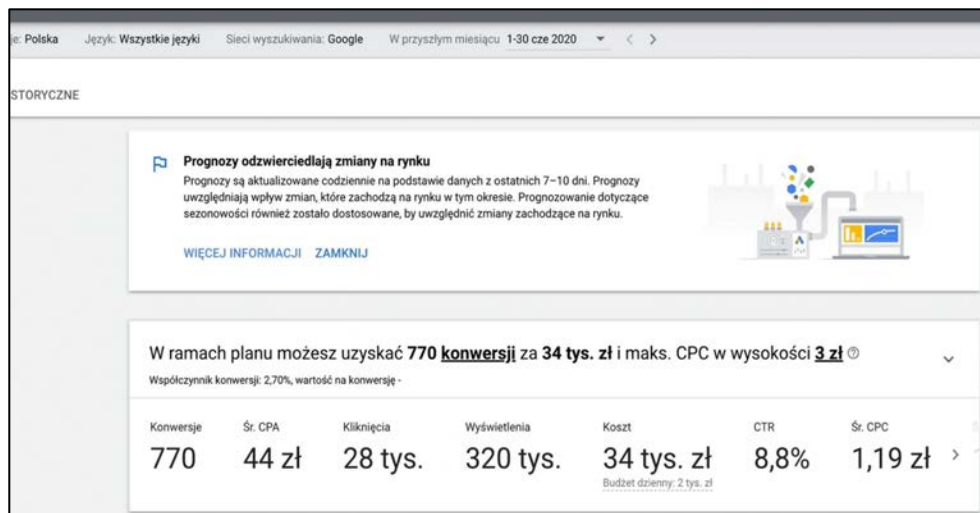 je: Polska Język: Wszystkie języki Sieci wyszukiwania: Google W przyszłym miesiącu 1-30 cze 2020
STORYCZNE
Prognozy odzwierciedlają zmiany na rynku
Prognozy są aktualizowane codziennie na podstawie danych z ostatnich 7–10 dni. Prognozy
uwzględniają wpływ zmian, które zachodzą na rynku w tym okresie. Prognozowanie dotyczące
sezonowości również zostało dostosowane, by uwzględnić zmiany zachodzące na rynku.
WIĘCEJ INFORMACJI ZAMKNIJ
W ramach planu możesz uzyskać 770 konwersji za 34 tys. zł i maks. CPC w wysokości 3 zł
Współczynnik konwersji: 2,70%, wartość na konwersję -
Konwersje Śr. CPA Kliknięcia Wyświetlenia Koszt CTR Śr. CPC
770 44 zł 28 tys. 320 tys. 34 tys. zł 8,8% 1,19 zł
Budżet dzienny: 2 tys. zł